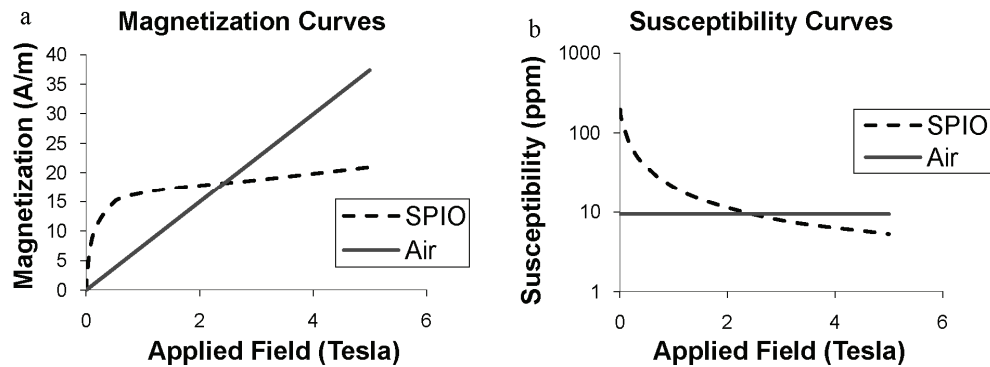 a
Magnetization Curves
Magnetization (A/m)
40
35
30
25
20
15
10
5
0
0 2 4 6
Applied Field (Tesla)
SPIO
Air
b
Susceptibility Curves
Susceptibility (ppm)
1000
100
10
1
0 2 4 6
Applied Field (Tesla)
SPIO
Air